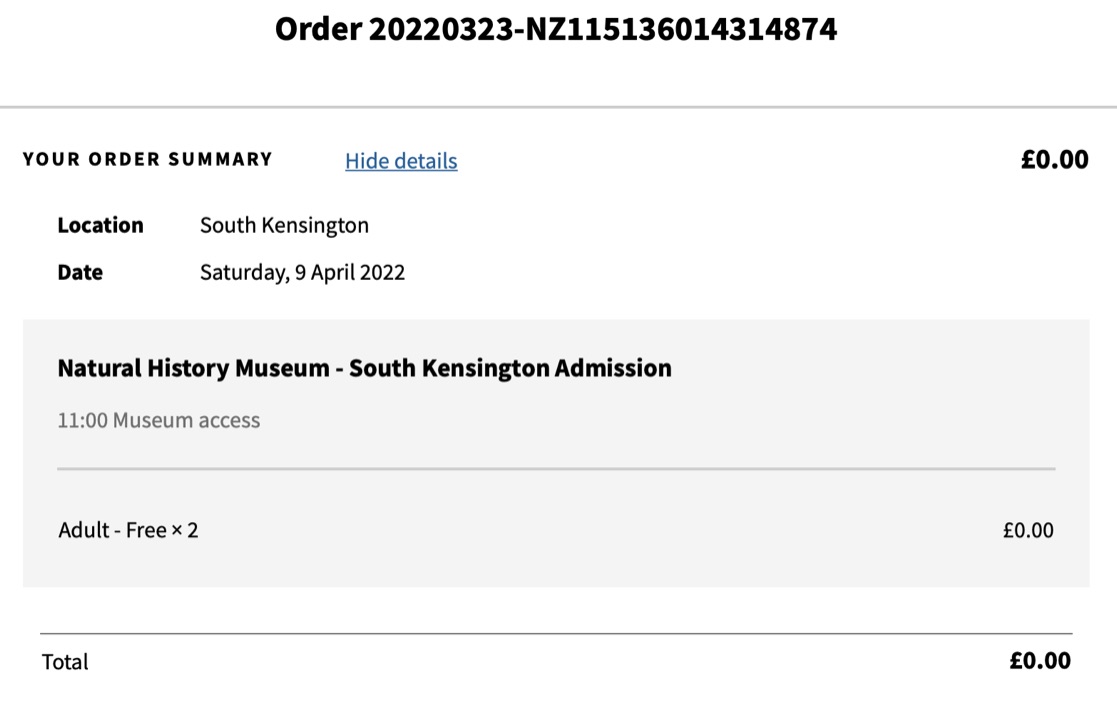 Order 20220323-NZ115136014314874
YOUR ORDER SUMMARY Hide details £0.00
Location South Kensington
Date Saturday, 9 April 2022
Natural History Museum - South Kensington Admission
11:00 Museum access
Adult - Free × 2 £0.00
Total £0.00